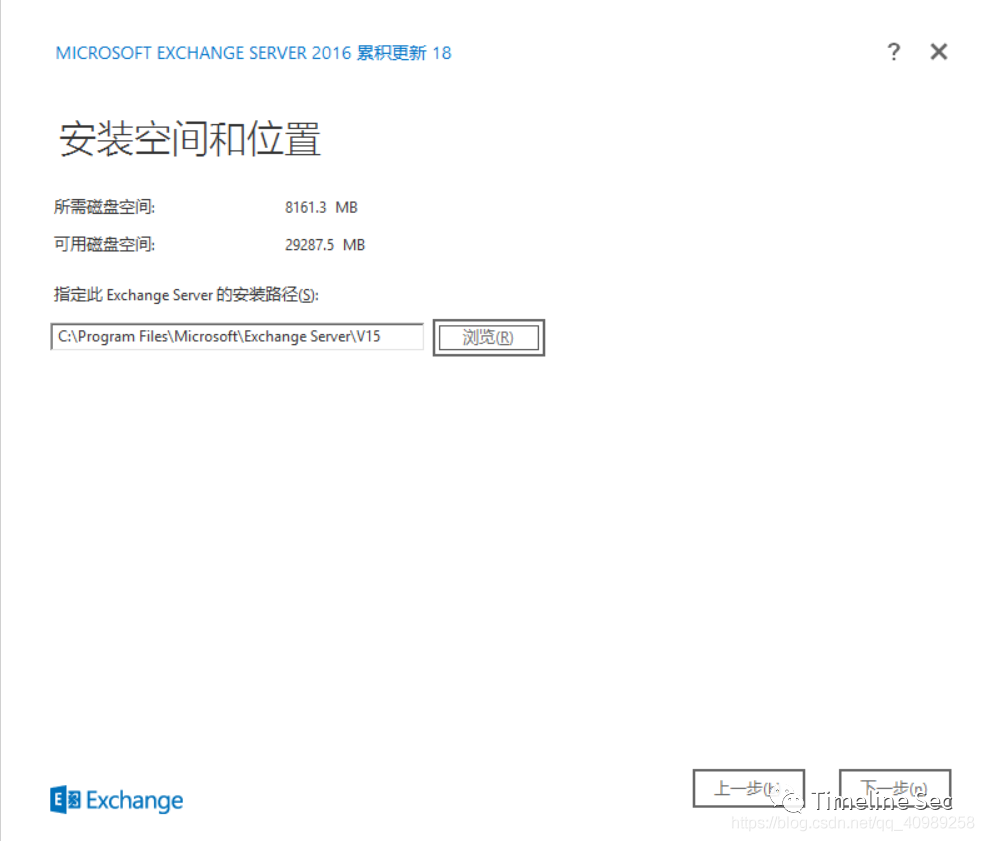 MICROSOFT EXCHANGE SERVER 2016 累积更新 18
? ×
安装空间和位置
所需磁盘空间: 8161.3 MB
可用磁盘空间: 29287.5 MB
指定此 Exchange Server 的安装路径(S):
C:\Program Files\Microsoft\Exchange Server\V15 浏览(R)
Exchange
上一步 下一步(n)
Timeline Sec
https://blog.csdn.net/qq_40989258